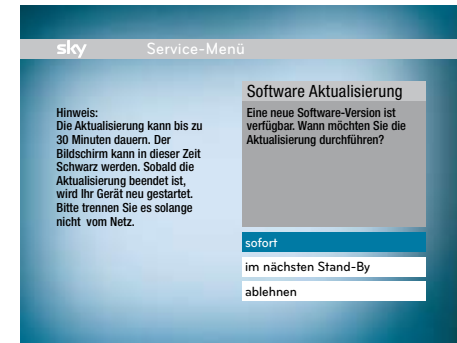 sky Service-Menü
Hinweis:
Die Aktualisierung kann bis zu
30 Minuten dauern. Der
Bildschirm kann in dieser Zeit
Schwarz werden. Sobald die
Aktualisierung beendet ist,
wird Ihr Gerät neu gestartet.
Bitte trennen Sie es solange
nicht vom Netz.
Software Aktualisierung
Eine neue Software-Version ist
verfügbar. Wann möchten Sie die
Aktualisierung durchführen?
sofort
im nächsten Stand-By
ablehnen